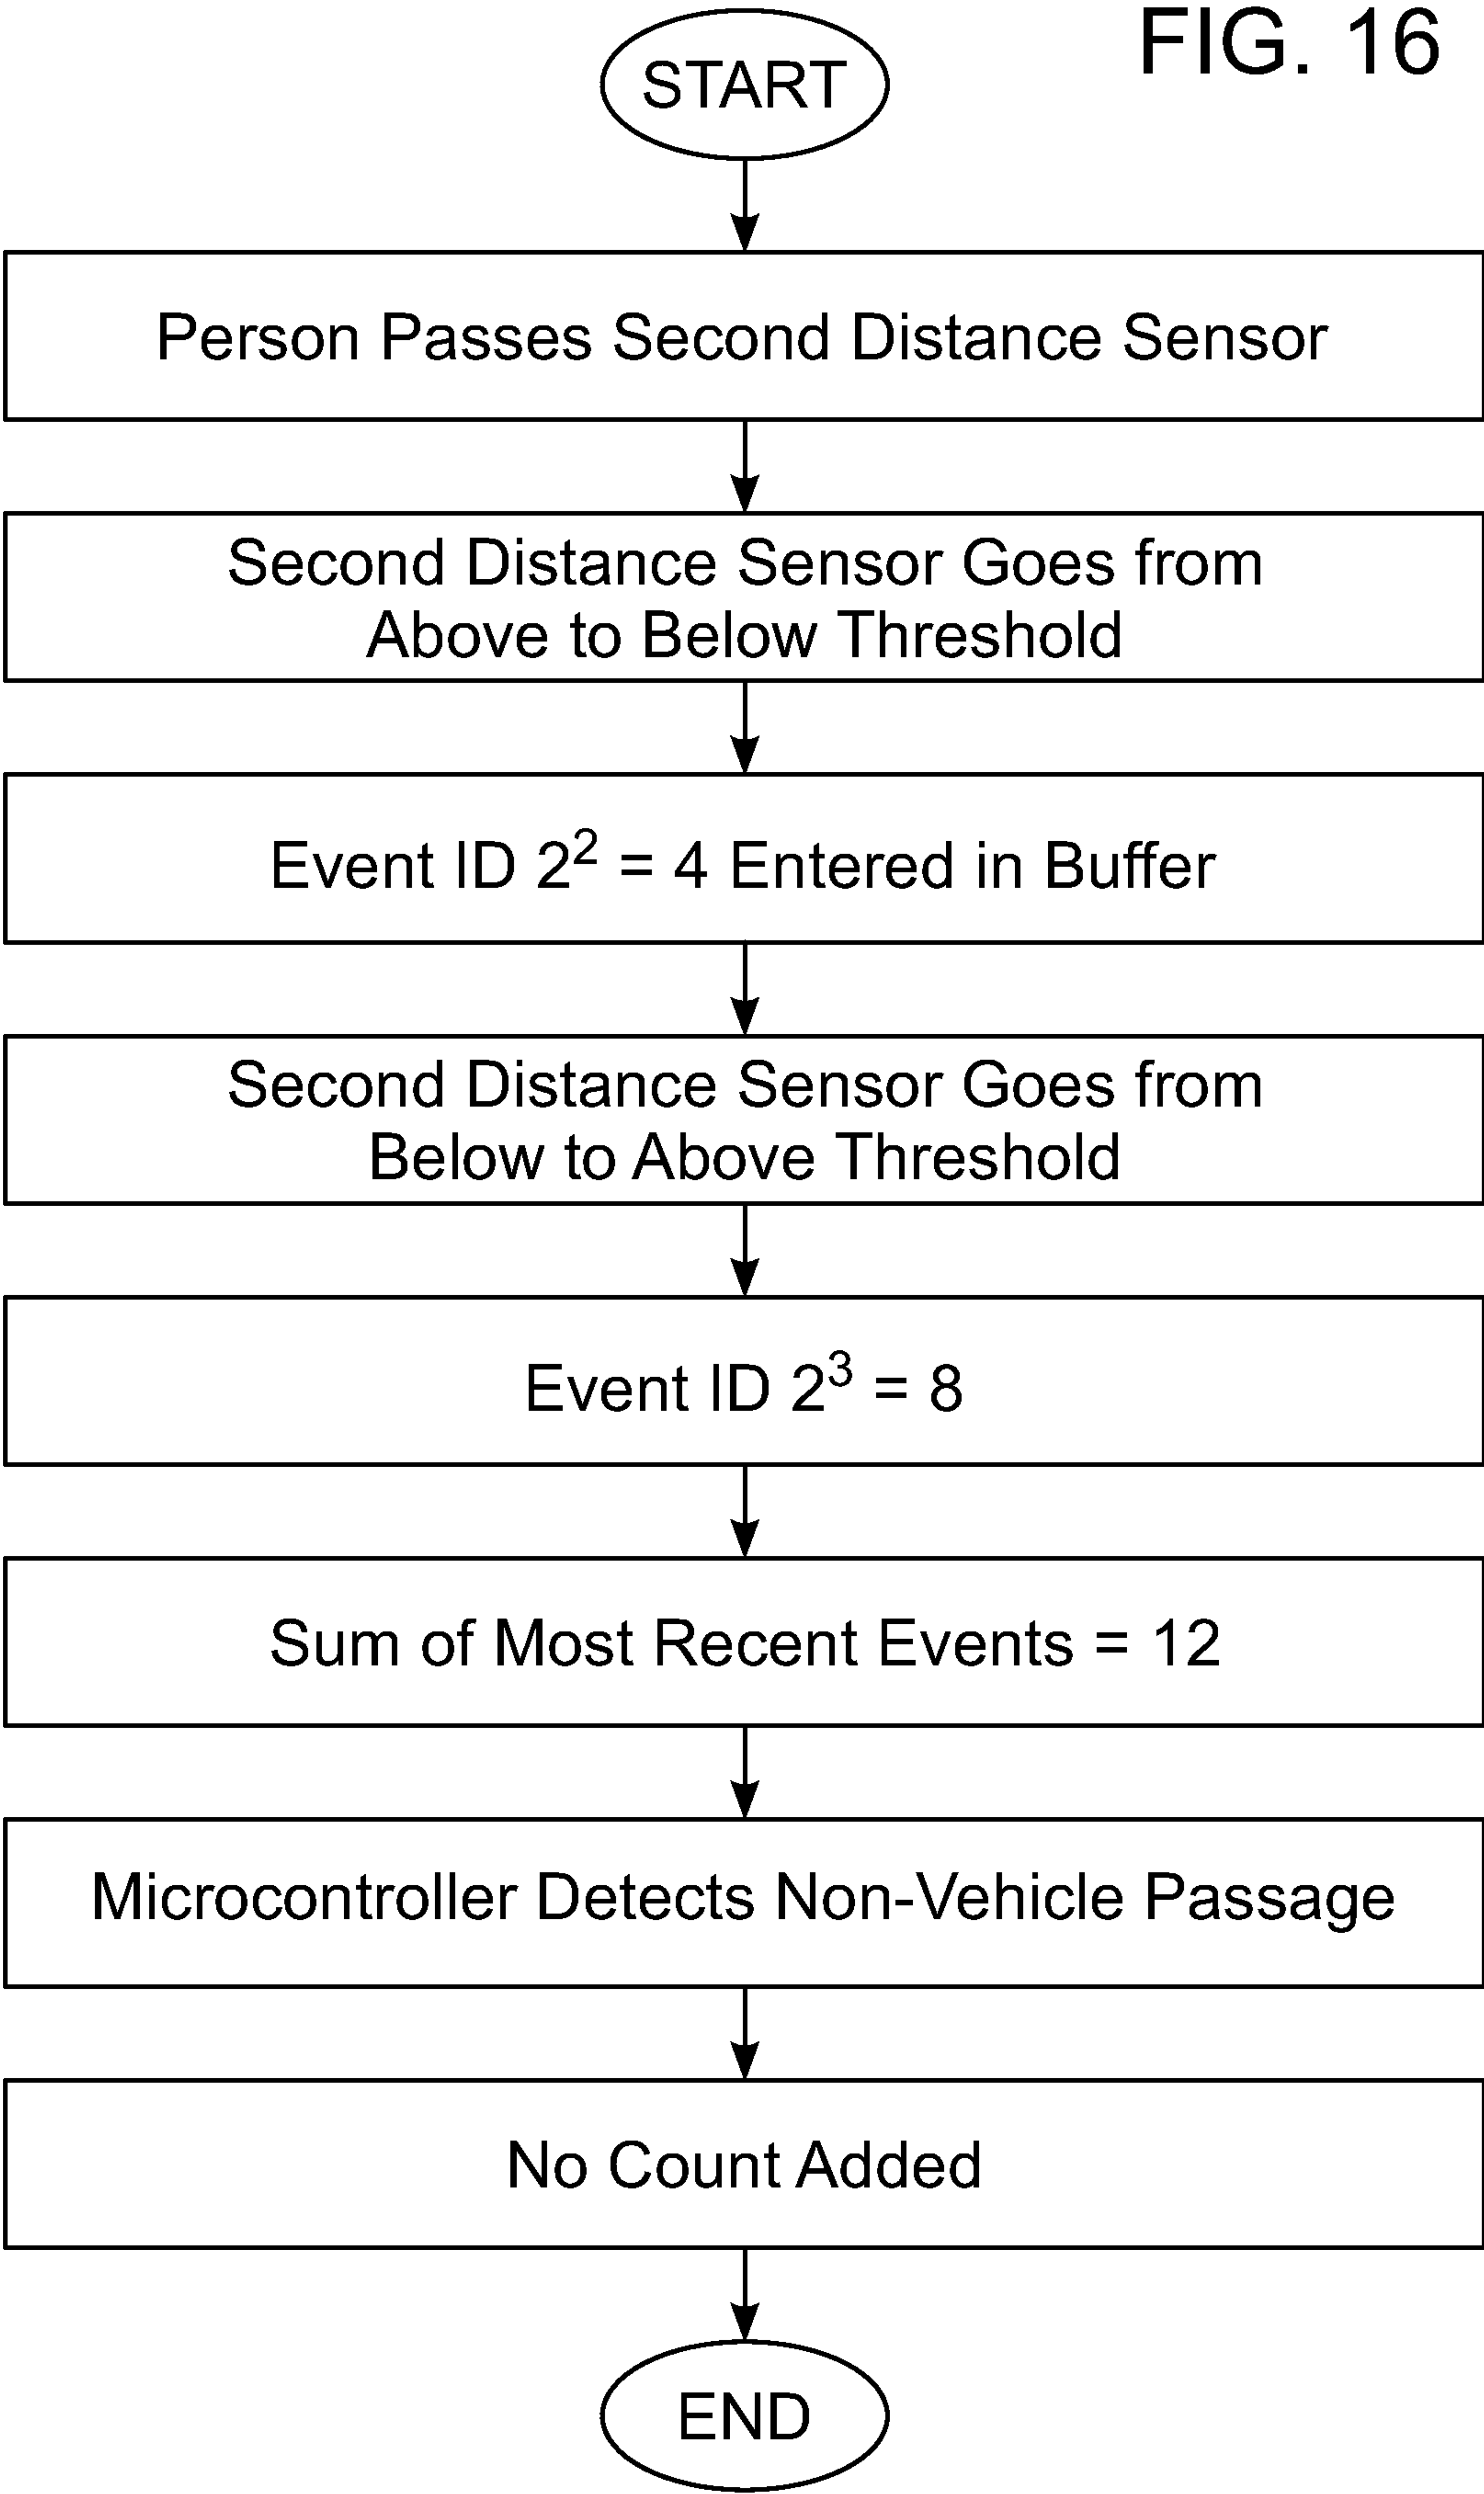 FIG. 16
START
Person Passes Second Distance Sensor
Second Distance Sensor Goes from
Above to Below Threshold
Event ID 2² = 4 Entered in Buffer
Second Distance Sensor Goes from
Below to Above Threshold
Event ID 2³ = 8
Sum of Most Recent Events = 12
Microcontroller Detects Non-Vehicle Passage
No Count Added
END